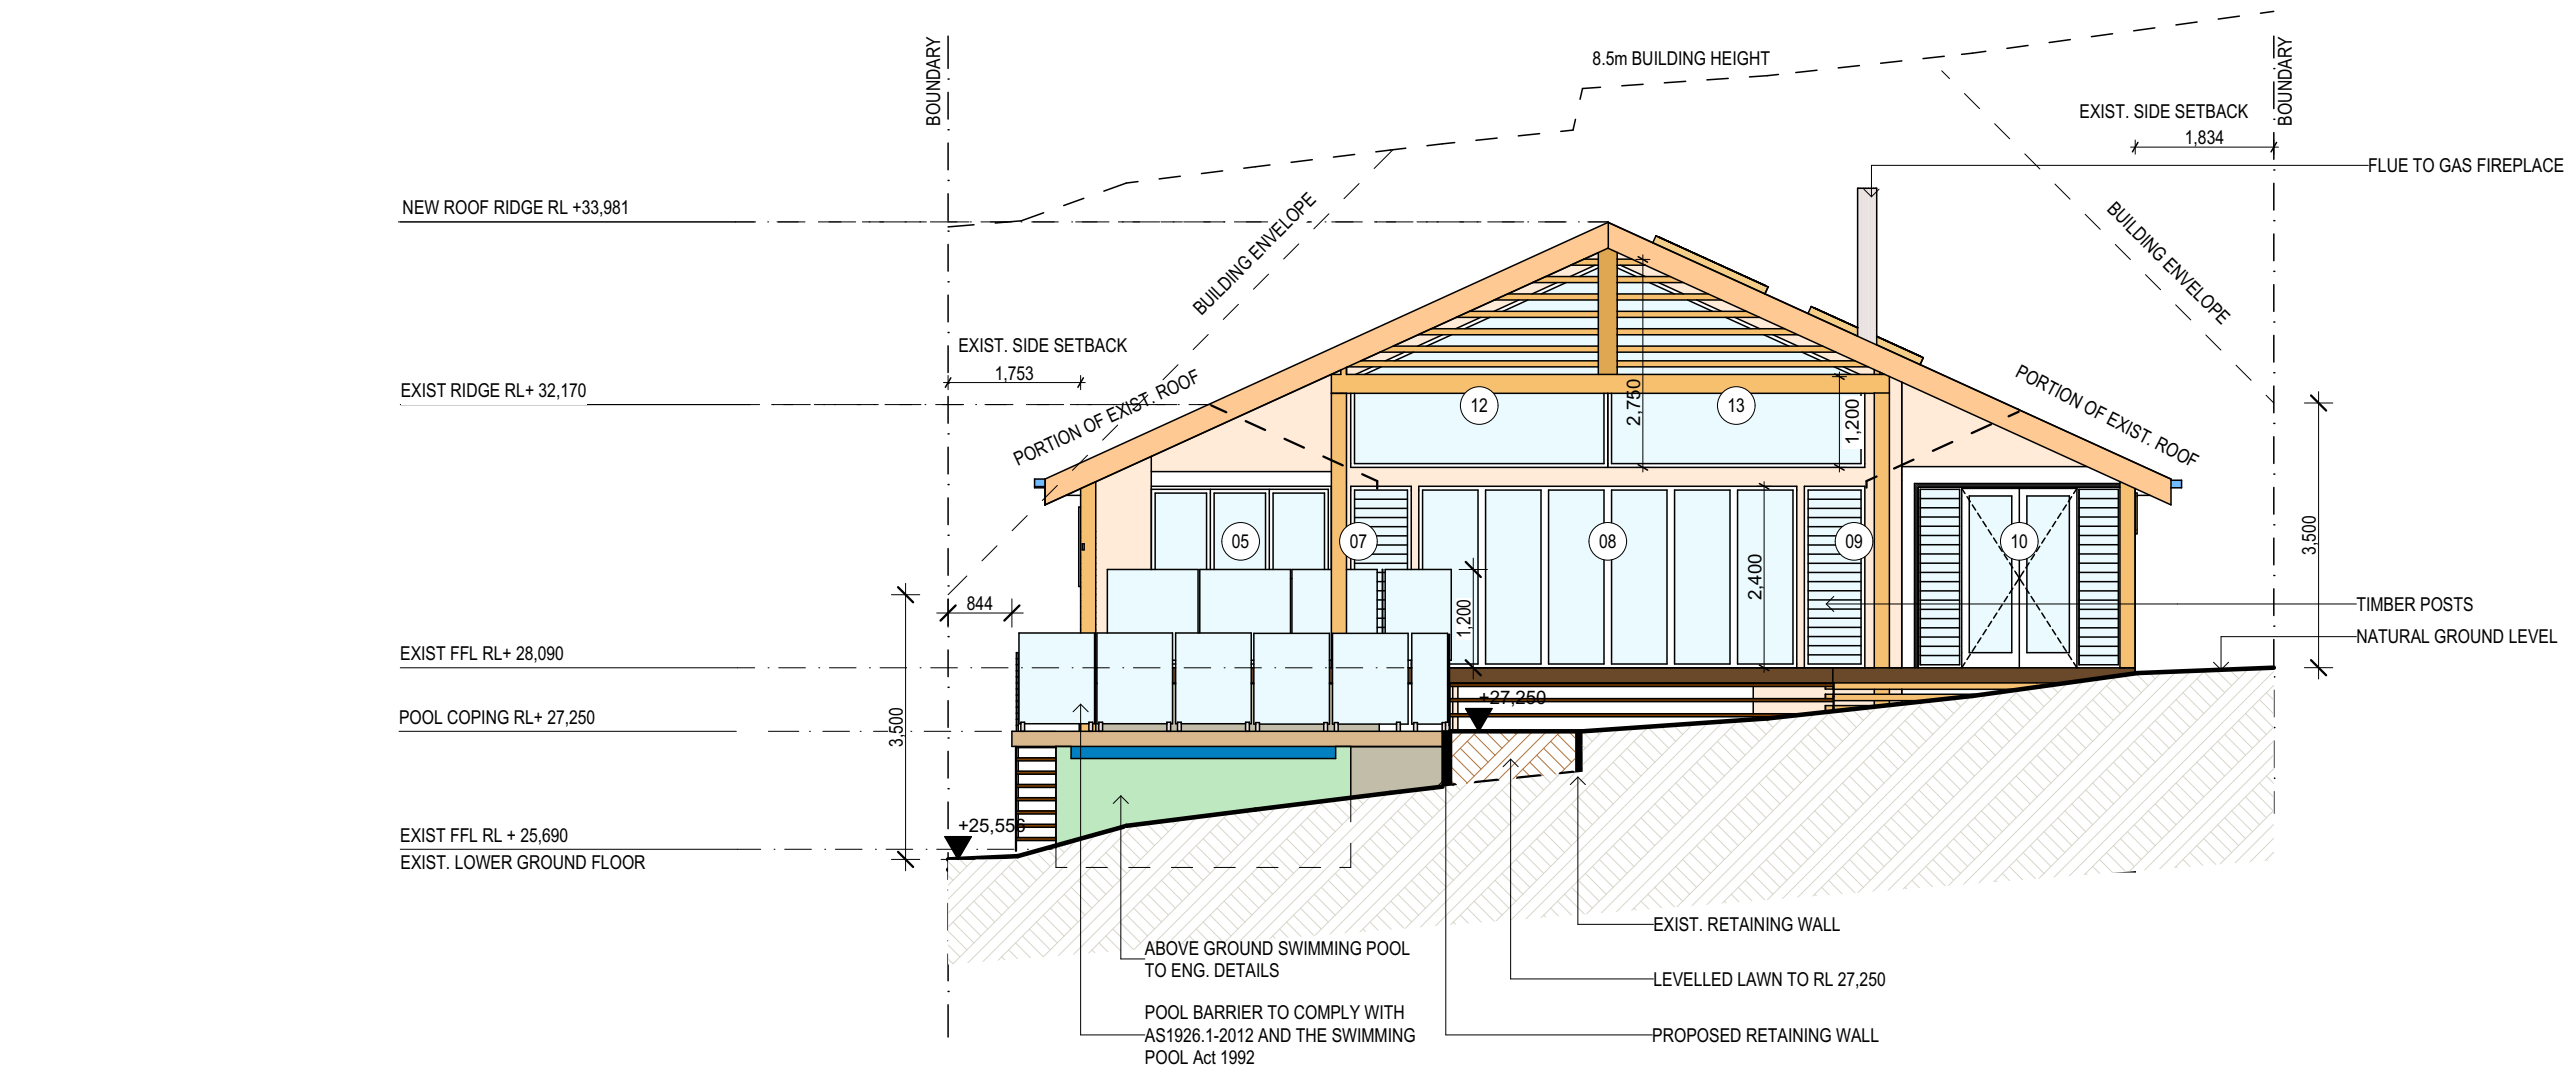 8.5m BUILDING HEIGHT
BOUNDARY
BOUNDARY
EXIST. SIDE SETBACK
1,834
FLUE TO GAS FIREPLACE
NEW ROOF RIDGE RL +33,981
BUILDING ENVELOPE
BUILDING ENVELOPE
EXIST. SIDE SETBACK
1,753
EXIST RIDGE RL+ 32,170
PORTION OF EXIST. ROOF
PORTION OF EXIST. ROOF
12
2,750
13
1,200
05
07
08
09
10
3,500
2,400
844
1,200
TIMBER POSTS
NATURAL GROUND LEVEL
EXIST FFL RL+ 28,090
+27,250
POOL COPING RL+ 27,250
3,500
+25,556
EXIST FFL RL + 25,690
EXIST. LOWER GROUND FLOOR
EXIST. RETAINING WALL
ABOVE GROUND SWIMMING POOL
TO ENG. DETAILS
LEVELLED LAWN TO RL 27,250
POOL BARRIER TO COMPLY WITH
AS1926.1-2012 AND THE SWIMMING
POOL Act 1992
PROPOSED RETAINING WALL